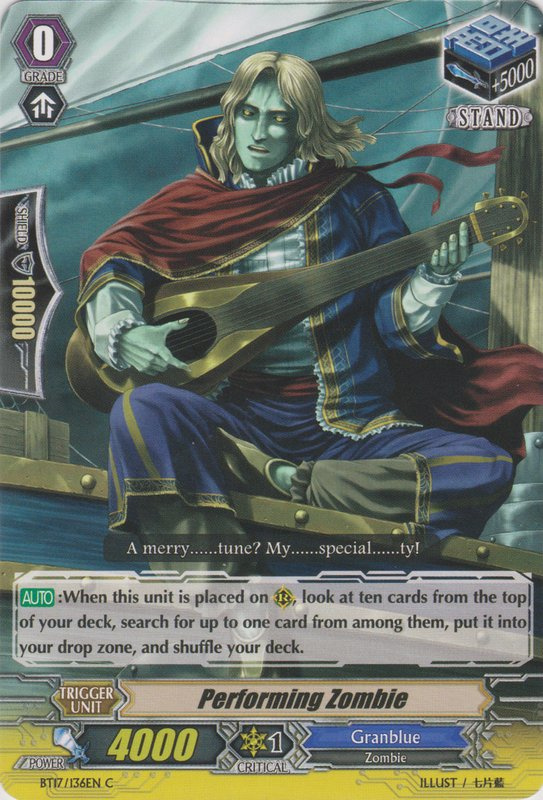 0
GRADE
+5000
STAND
SHIELD
10000
A merry......tune? My......special......ty!
AUTO:When this unit is placed on R, look at ten cards from the top
of your deck, search for up to one card from among them, put it into
your drop zone, and shuffle your deck.
TRIGGER
UNIT
Performing Zombie
POWER
4000
1
CRITICAL
Granblue
Zombie
BT17/136EN C
ILLUST / 七片藍